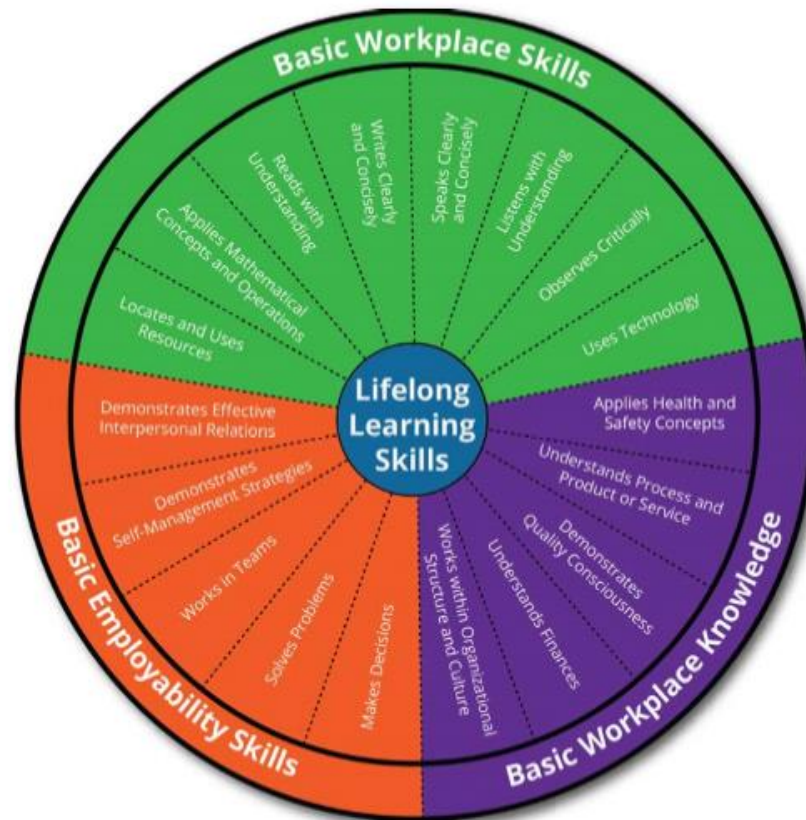 Basic Workplace Skills
Locates and Uses
Resources
Applies Mathematical
Concepts and Operations
Reads with
Understanding
Writes Clearly
and Concisely
Speaks Clearly
and Concisely
Listens with
Understanding
Observes Critically
Uses Technology
Lifelong
Learning
Skills
Basic Workplace Knowledge
Applies Health and
Safety Concepts
Understands Process and
Product or Service
Demonstrates
Quality Consciousness
Understands Finances
Works within Organizational
Structure and Culture
Basic Employability Skills
Makes Decisions
Solves Problems
Works in Teams
Demonstrates
Self-Management Strategies
Demonstrates Effective
Interpersonal Relations